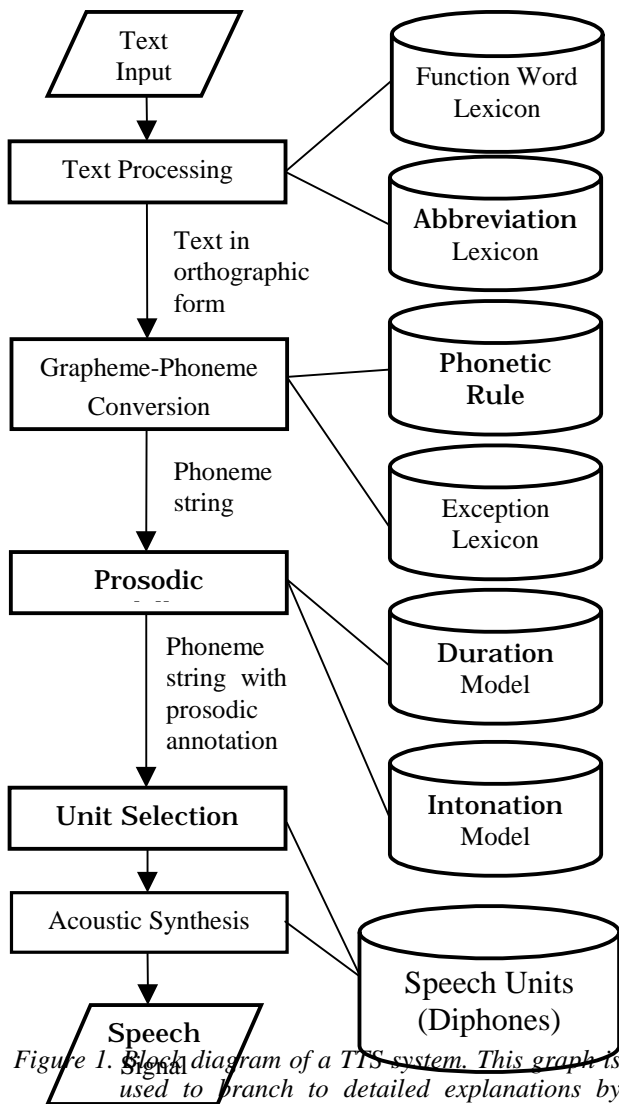 Text
Input
Function Word
Lexicon
Text Processing
Abbreviation
Lexicon
Text in
orthographic
form
Grapheme-Phoneme
Conversion
Phonetic
Rule
Phoneme
string
Exception
Lexicon
Prosodic
Duration
Model
Phoneme
string with
prosodic
annotation
Unit Selection
Intonation
Model
Acoustic Synthesis
Speech Units
(Diphones)
Speech
Signal
Figure 1. Block diagram of a TTS system. This graph is
used to branch to detailed explanations by